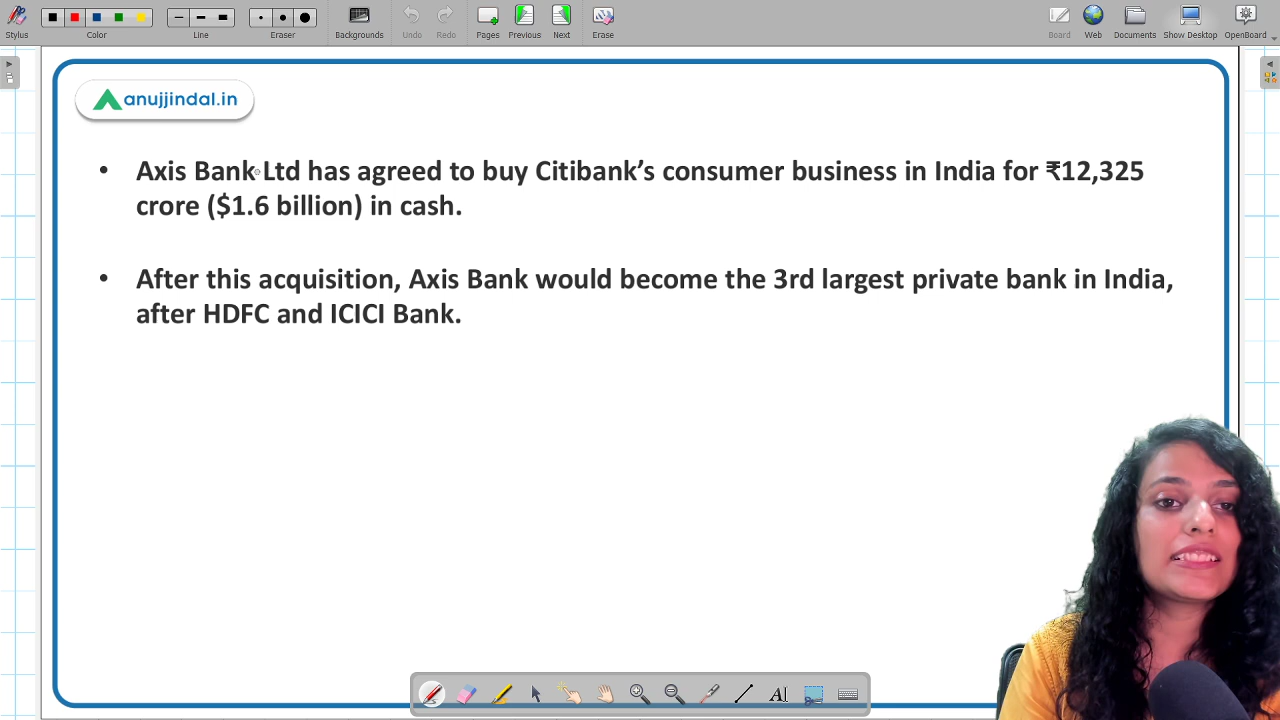 Stylus
Color
Line
Eraser
Backgrounds
Undo
Redo
Pages
Previous
Next
Erase
Board
Web
Documents
Show Desktop
OpenBoard
anujjindal.in
• Axis Bank Ltd has agreed to buy Citibank’s consumer business in India for ₹12,325
crore ($1.6 billion) in cash.
• After this acquisition, Axis Bank would become the 3rd largest private bank in India,
after HDFC and ICICI Bank.